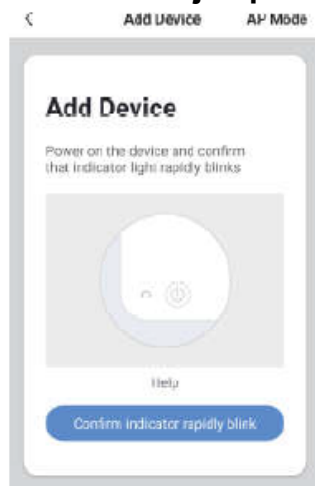 Add Device AP Mode
Add Device
Power on the device and confirm
that indicator light rapidly blinks
Help
Confirm indicator rapidly blink